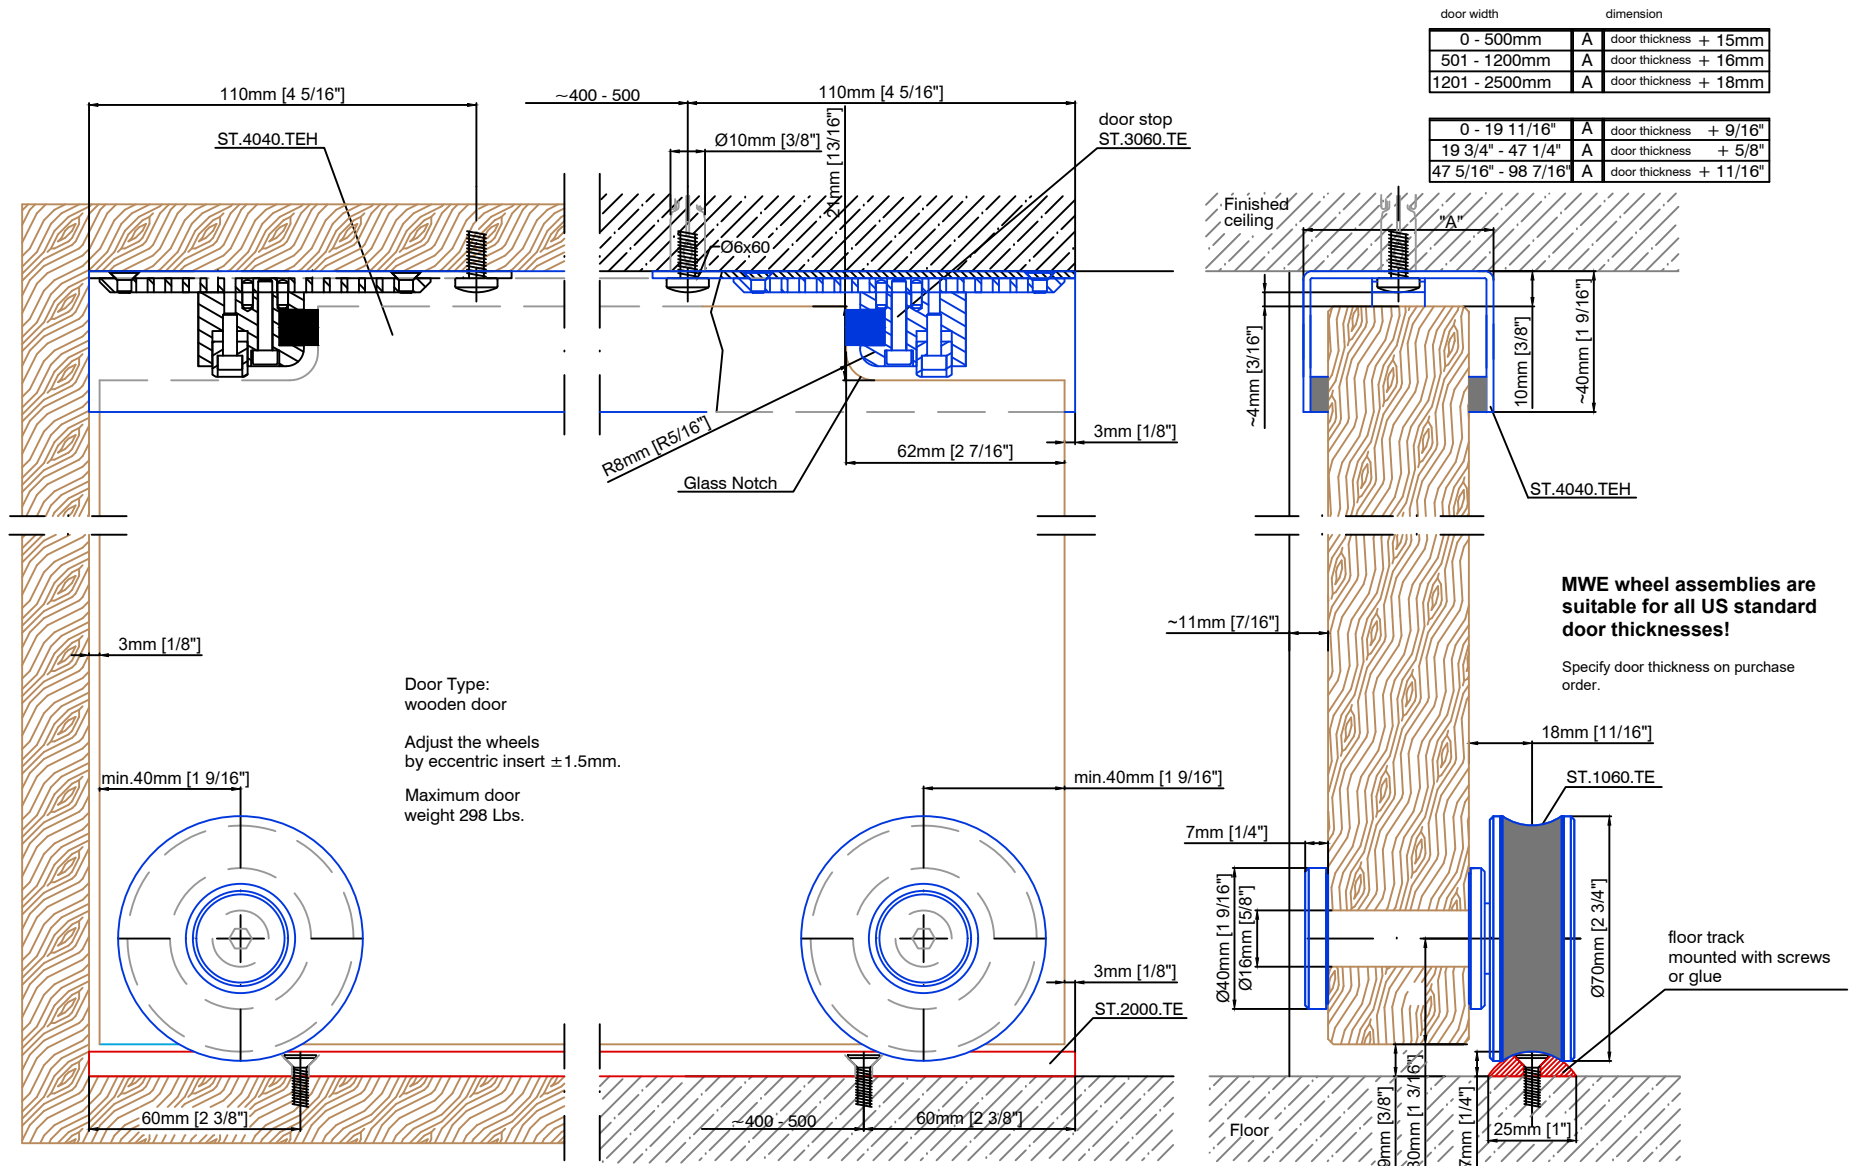 door width dimension
0 - 500mm A door thickness + 15mm
501 - 1200mm A door thickness + 16mm
1201 - 2500mm A door thickness + 18mm
0 - 19 11/16" A door thickness + 9/16"
19 3/4" - 47 1/4" A door thickness + 5/8"
47 5/16" - 98 7/16" A door thickness + 11/16"
110mm [4 5/16"]
~400 - 500
110mm [4 5/16"]
ST.4040.TEH
Ø10mm [3/8"]
21mm [13/16"]
door stop
ST.3060.TE
Ø6x60
Finished
ceiling
"A"
~4mm [3/16"]
10mm [3/8"]
~40mm [1 9/16"]
R8mm [R5/16"]
Glass Notch
62mm [2 7/16"]
3mm [1/8"]
ST.4040.TEH
MWE wheel assemblies are
suitable for all US standard
door thicknesses!
Specify door thickness on purchase
order.
~11mm [7/16"]
3mm [1/8"]
Door Type:
wooden door
Adjust the wheels
by eccentric insert ±1.5mm.
Maximum door
weight 298 Lbs.
min.40mm [1 9/16"]
min.40mm [1 9/16"]
18mm [11/16"]
ST.1060.TE
7mm [1/4"]
Ø40mm [1 9/16"]
Ø16mm [5/8"]
Ø70mm [2 3/4"]
floor track
mounted with screws
or glue
3mm [1/8"]
ST.2000.TE
60mm [2 3/8"]
~400 - 500
60mm [2 3/8"]
Floor
9mm [3/8"]
30mm [1 3/16"]
7mm [1/4"]
25mm [1"]